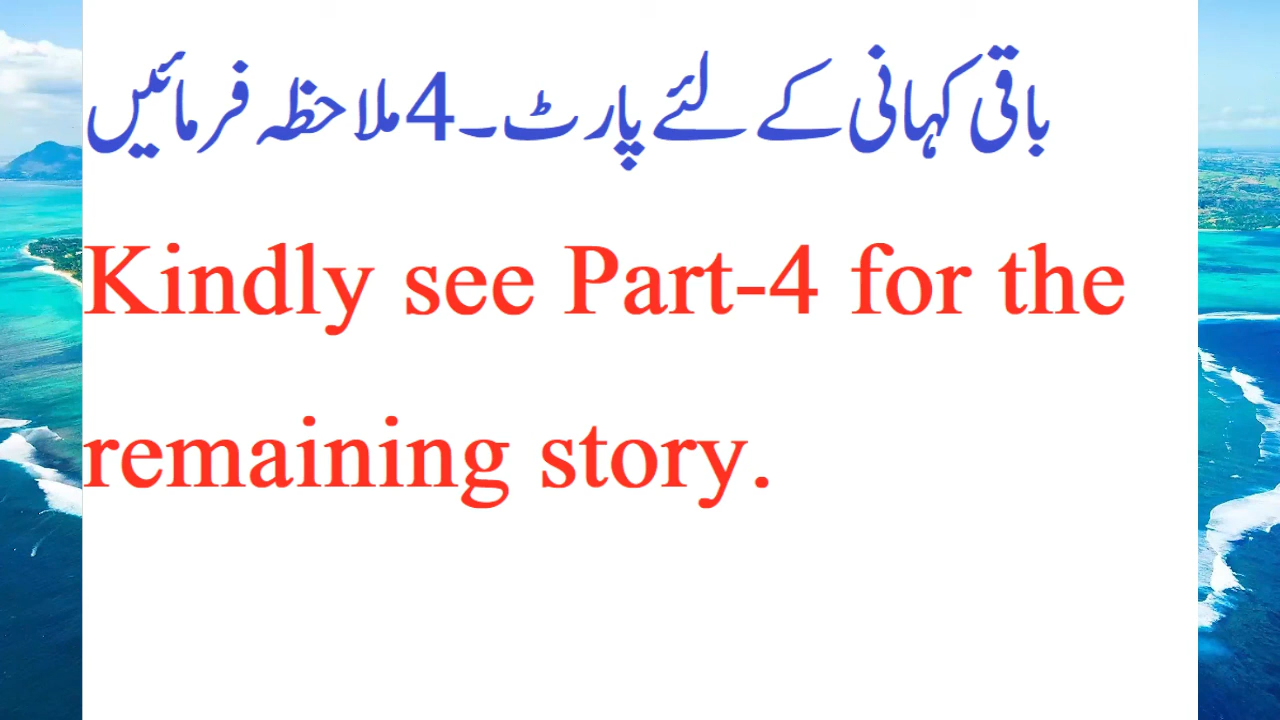 باقی کہانی کے لئے پارٹ۔4 ملاحظہ فرمائیں
Kindly see Part-4 for the
remaining story.